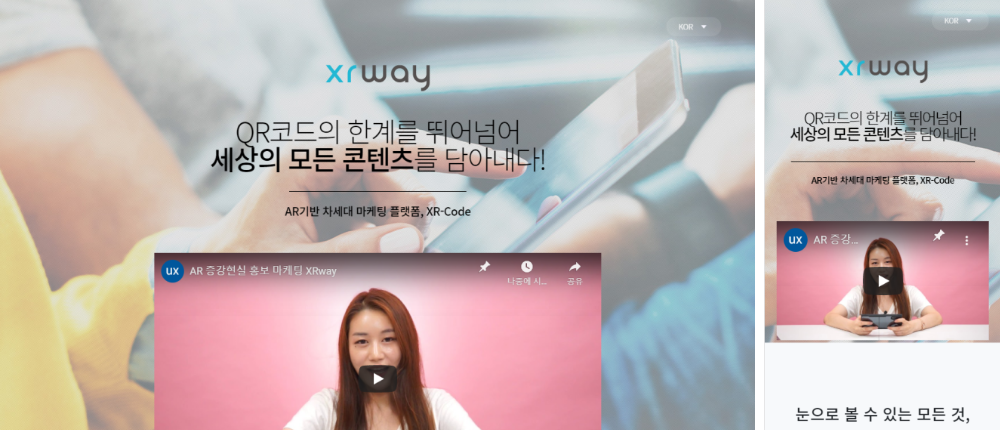 KOR
xrway
QR코드의 한계를 뛰어넘어
세상의 모든 콘텐츠를 담아내다!
AR기반 차세대 마케팅 플랫폼, XR-Code
UX AR 증강현실 홍보 마케팅 XRway
나중에 시... 공유
KOR
xrway
QR코드의 한계를 뛰어넘어
세상의 모든 콘텐츠를 담아내다!
AR기반 차세대 마케팅 플랫폼, XR-Code
UX AR 증강...
눈으로 볼 수 있는 모든 것,